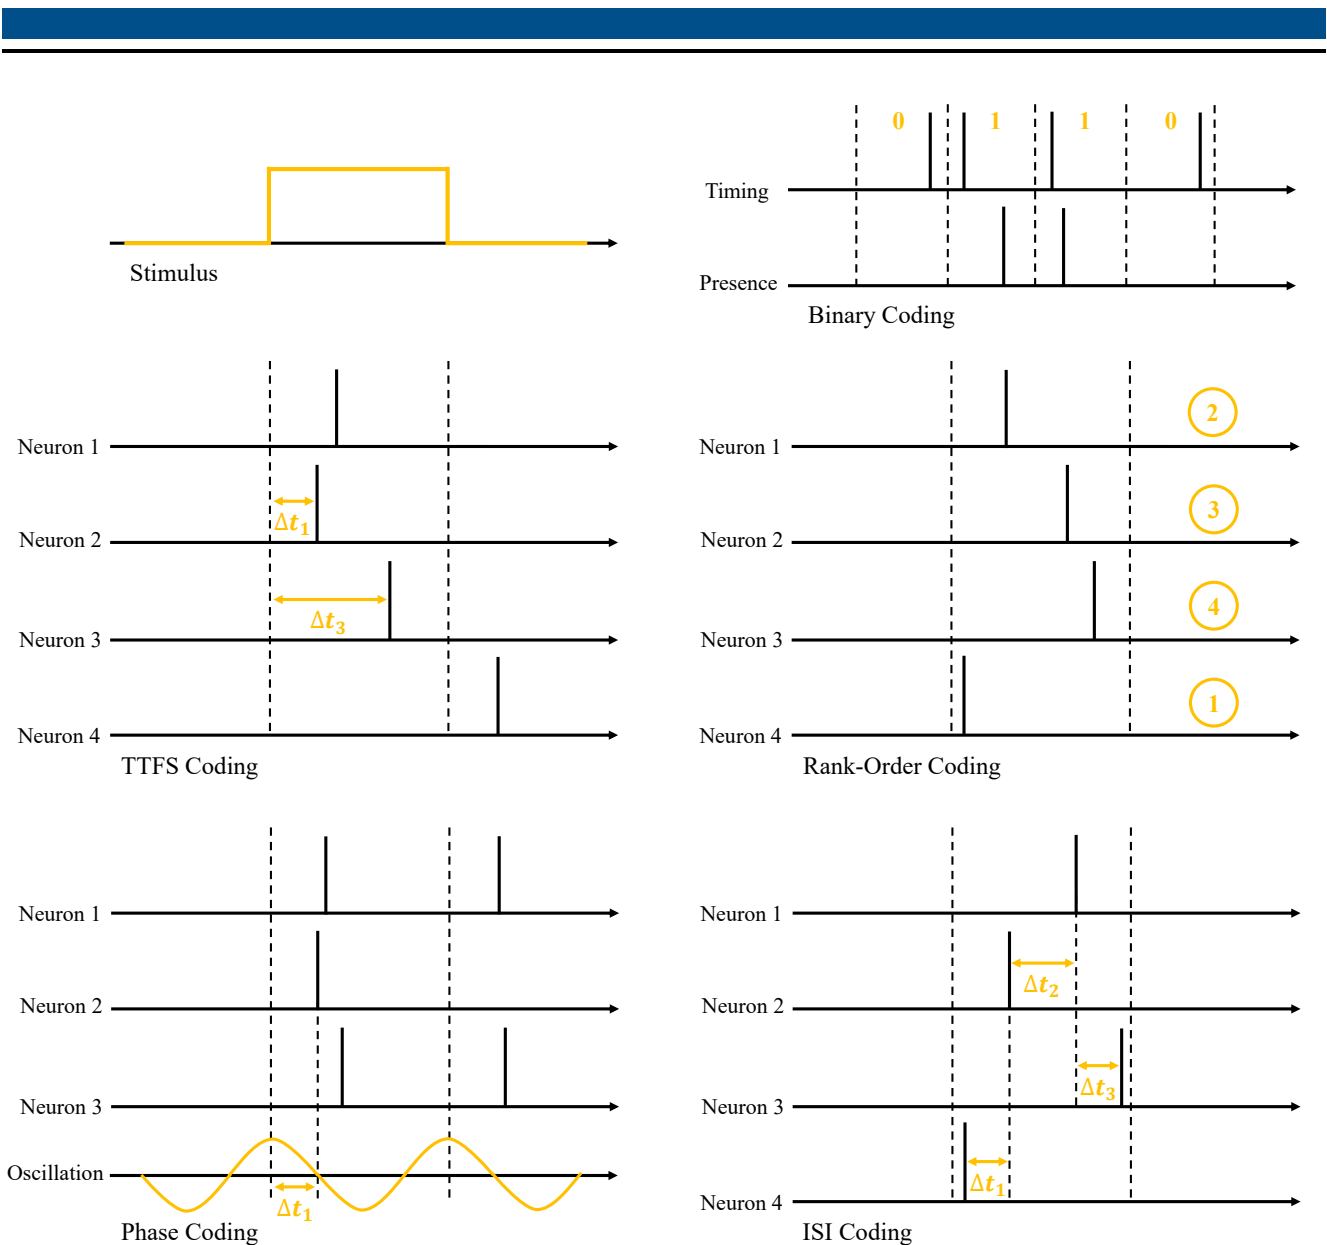 Stimulus
0 1 1 0
Timing
Presence
Binary Coding
Neuron 1
Neuron 2
Δt₁
Neuron 3
Δt₃
Neuron 4
TTFS Coding
Neuron 1
2
Neuron 2
3
Neuron 3
4
Neuron 4
1
Rank-Order Coding
Neuron 1
Neuron 2
Neuron 3
Oscillation
Δt₁
Phase Coding
Neuron 1
Neuron 2
Δt₂
Neuron 3
Δt₃
Neuron 4
Δt₁
ISI Coding